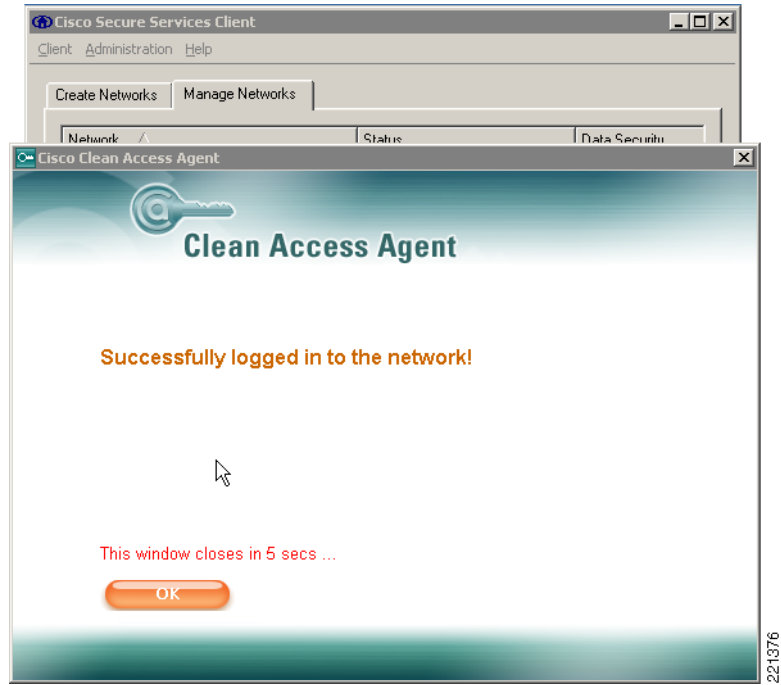 Cisco Secure Services Client
Client Administration Help
Create Networks Manage Networks
Network Status Data Security
Cisco Clean Access Agent
Clean Access Agent
Successfully logged in to the network!
This window closes in 5 secs ...
OK
221376